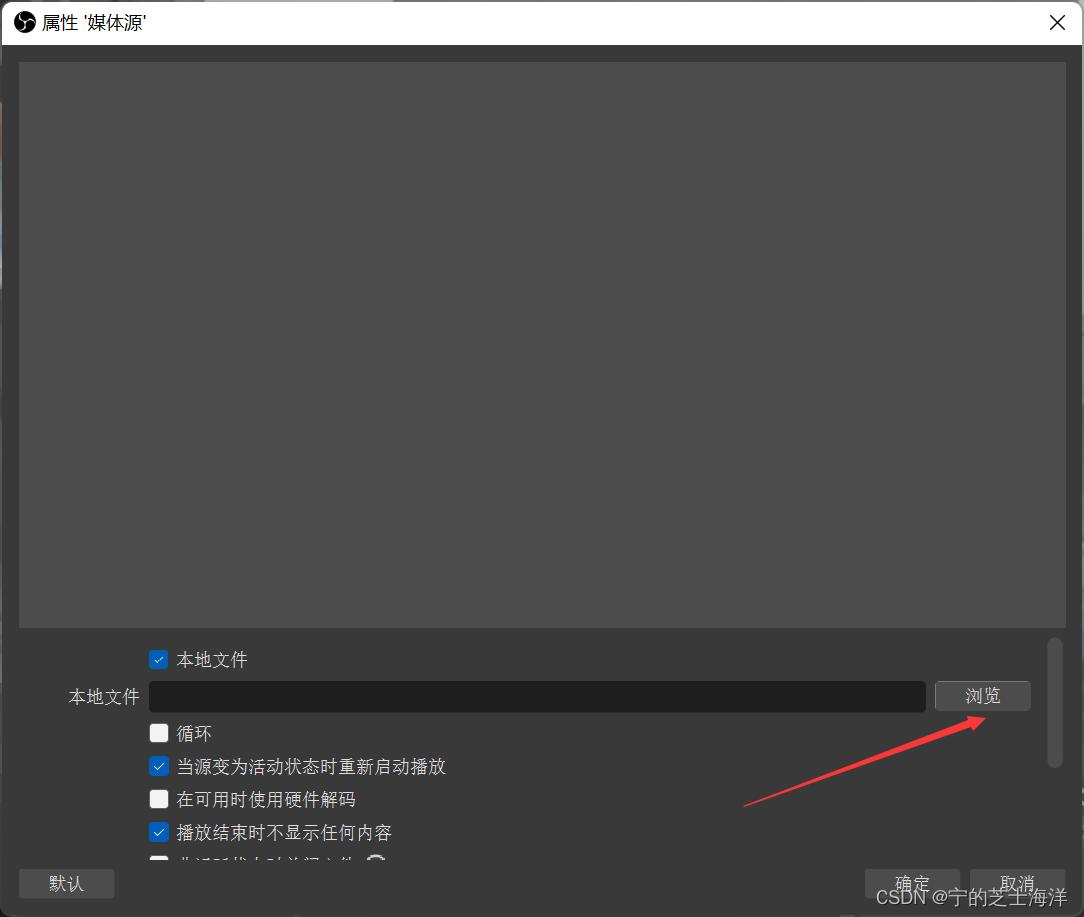 属性 '媒体源'
本地文件
本地文件 浏览
循环
当源变为活动状态时重新启动播放
在可用时使用硬件解码
播放结束时不显示任何内容
默认 确定 取消
CSDN @宁的芝士海洋